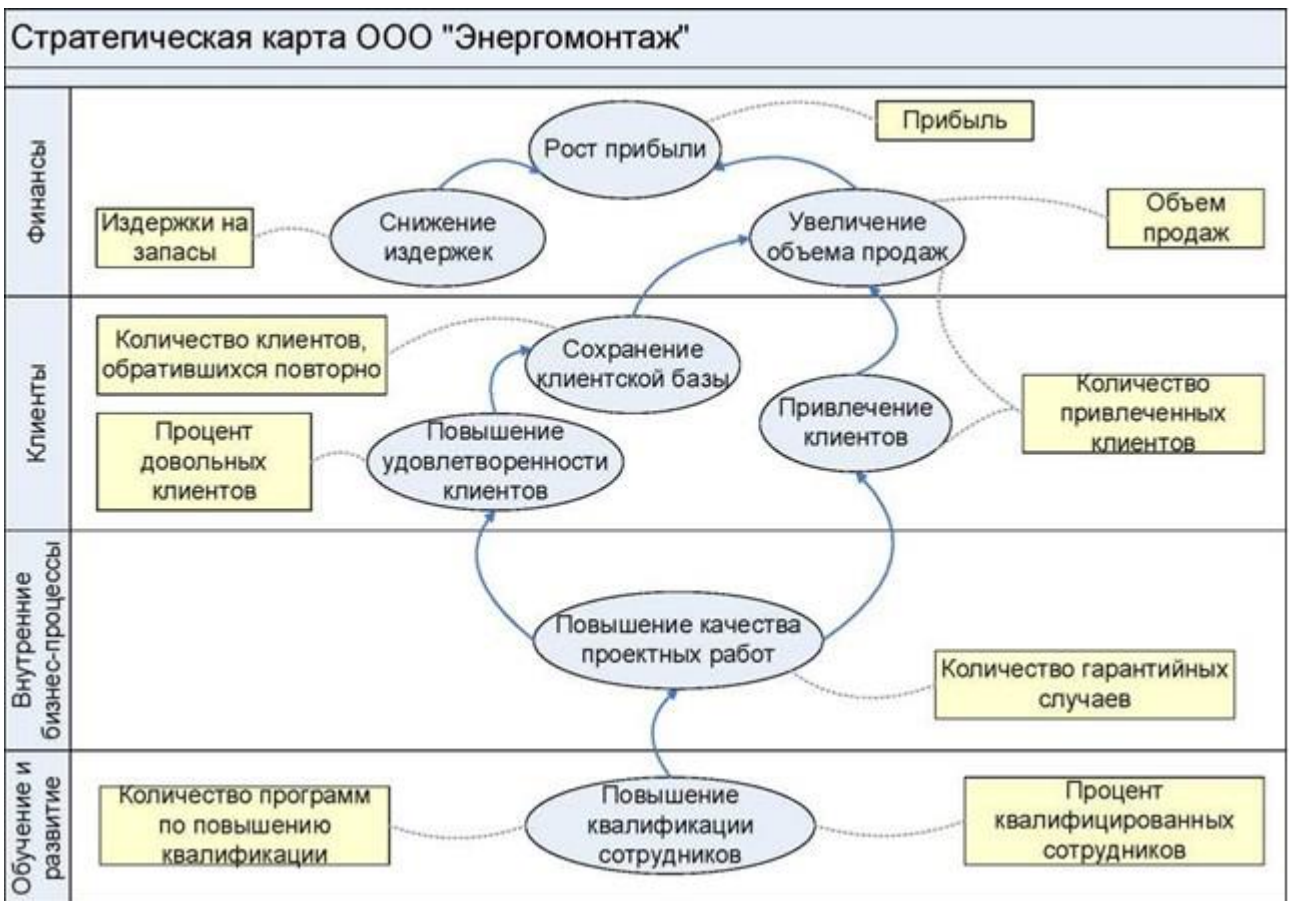 Стратегическая карта ООО "Энергомонтаж"
Финансы
Прибыль
Рост прибыли
Издержки на
запасы
Снижение
издержек
Увеличение
объема продаж
Объем
продаж
Клиенты
Количество клиентов,
обратившихся повторно
Сохранение
клиентской базы
Процент
довольных
клиентов
Повышение
удовлетворенности
клиентов
Привлечение
клиентов
Количество
привлеченных
клиентов
Внутренние
бизнес-процессы
Повышение качества
проектных работ
Количество гарантийных
случаев
Обучение и
развитие
Количество программ
по повышению
квалификации
Повышение
квалификации
сотрудников
Процент
квалифицированных
сотрудников